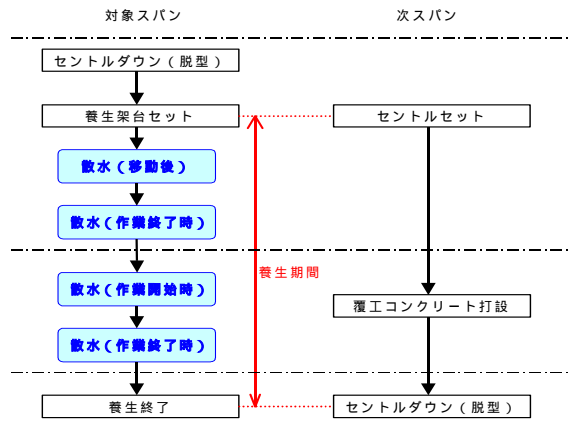 対象スパン
次スパン
セントルダウン(脱型)
養生架台セット
セントルセット
散水(移動後)
散水(作業終了時)
養生期間
散水(作業開始時)
覆工コンクリート打設
散水(作業終了時)
養生終了
セントルダウン(脱型)